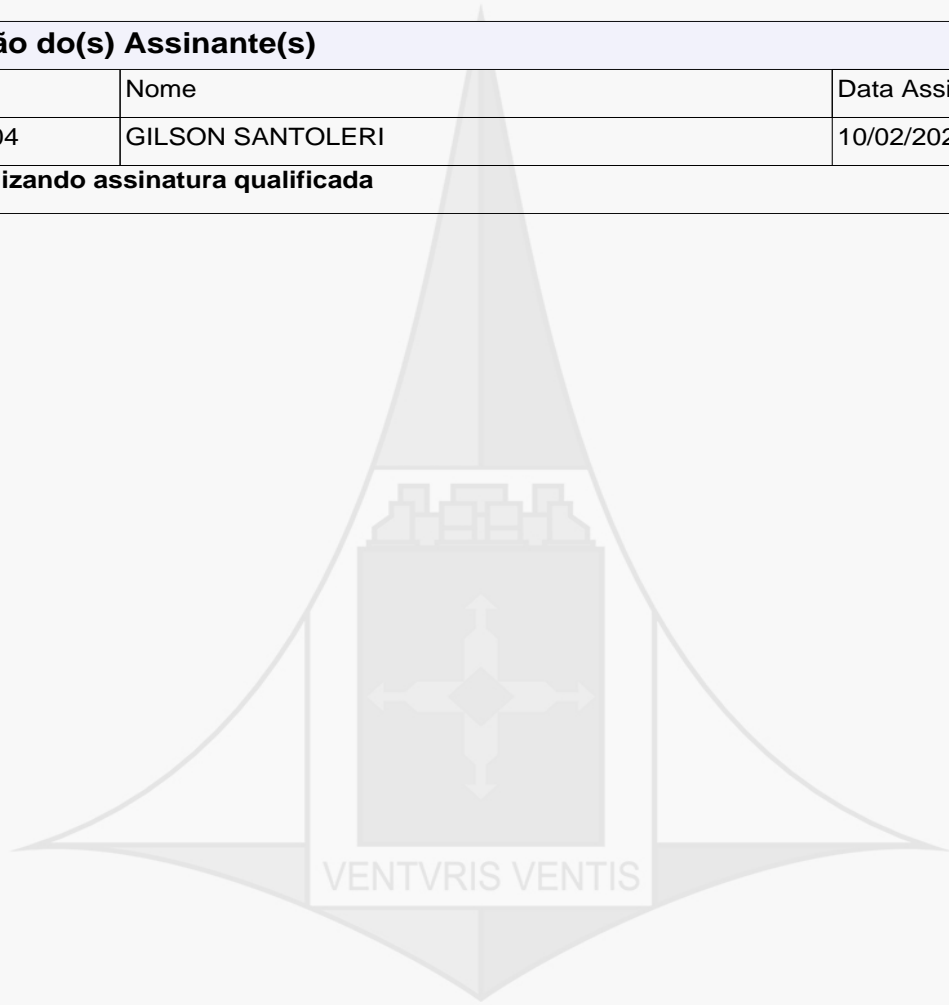 ão do(s) Assinante(s)
Nome Data Assi
04 GILSON SANTOLERI 10/02/202
izando assinatura qualificada
VENTVRIS VENTIS